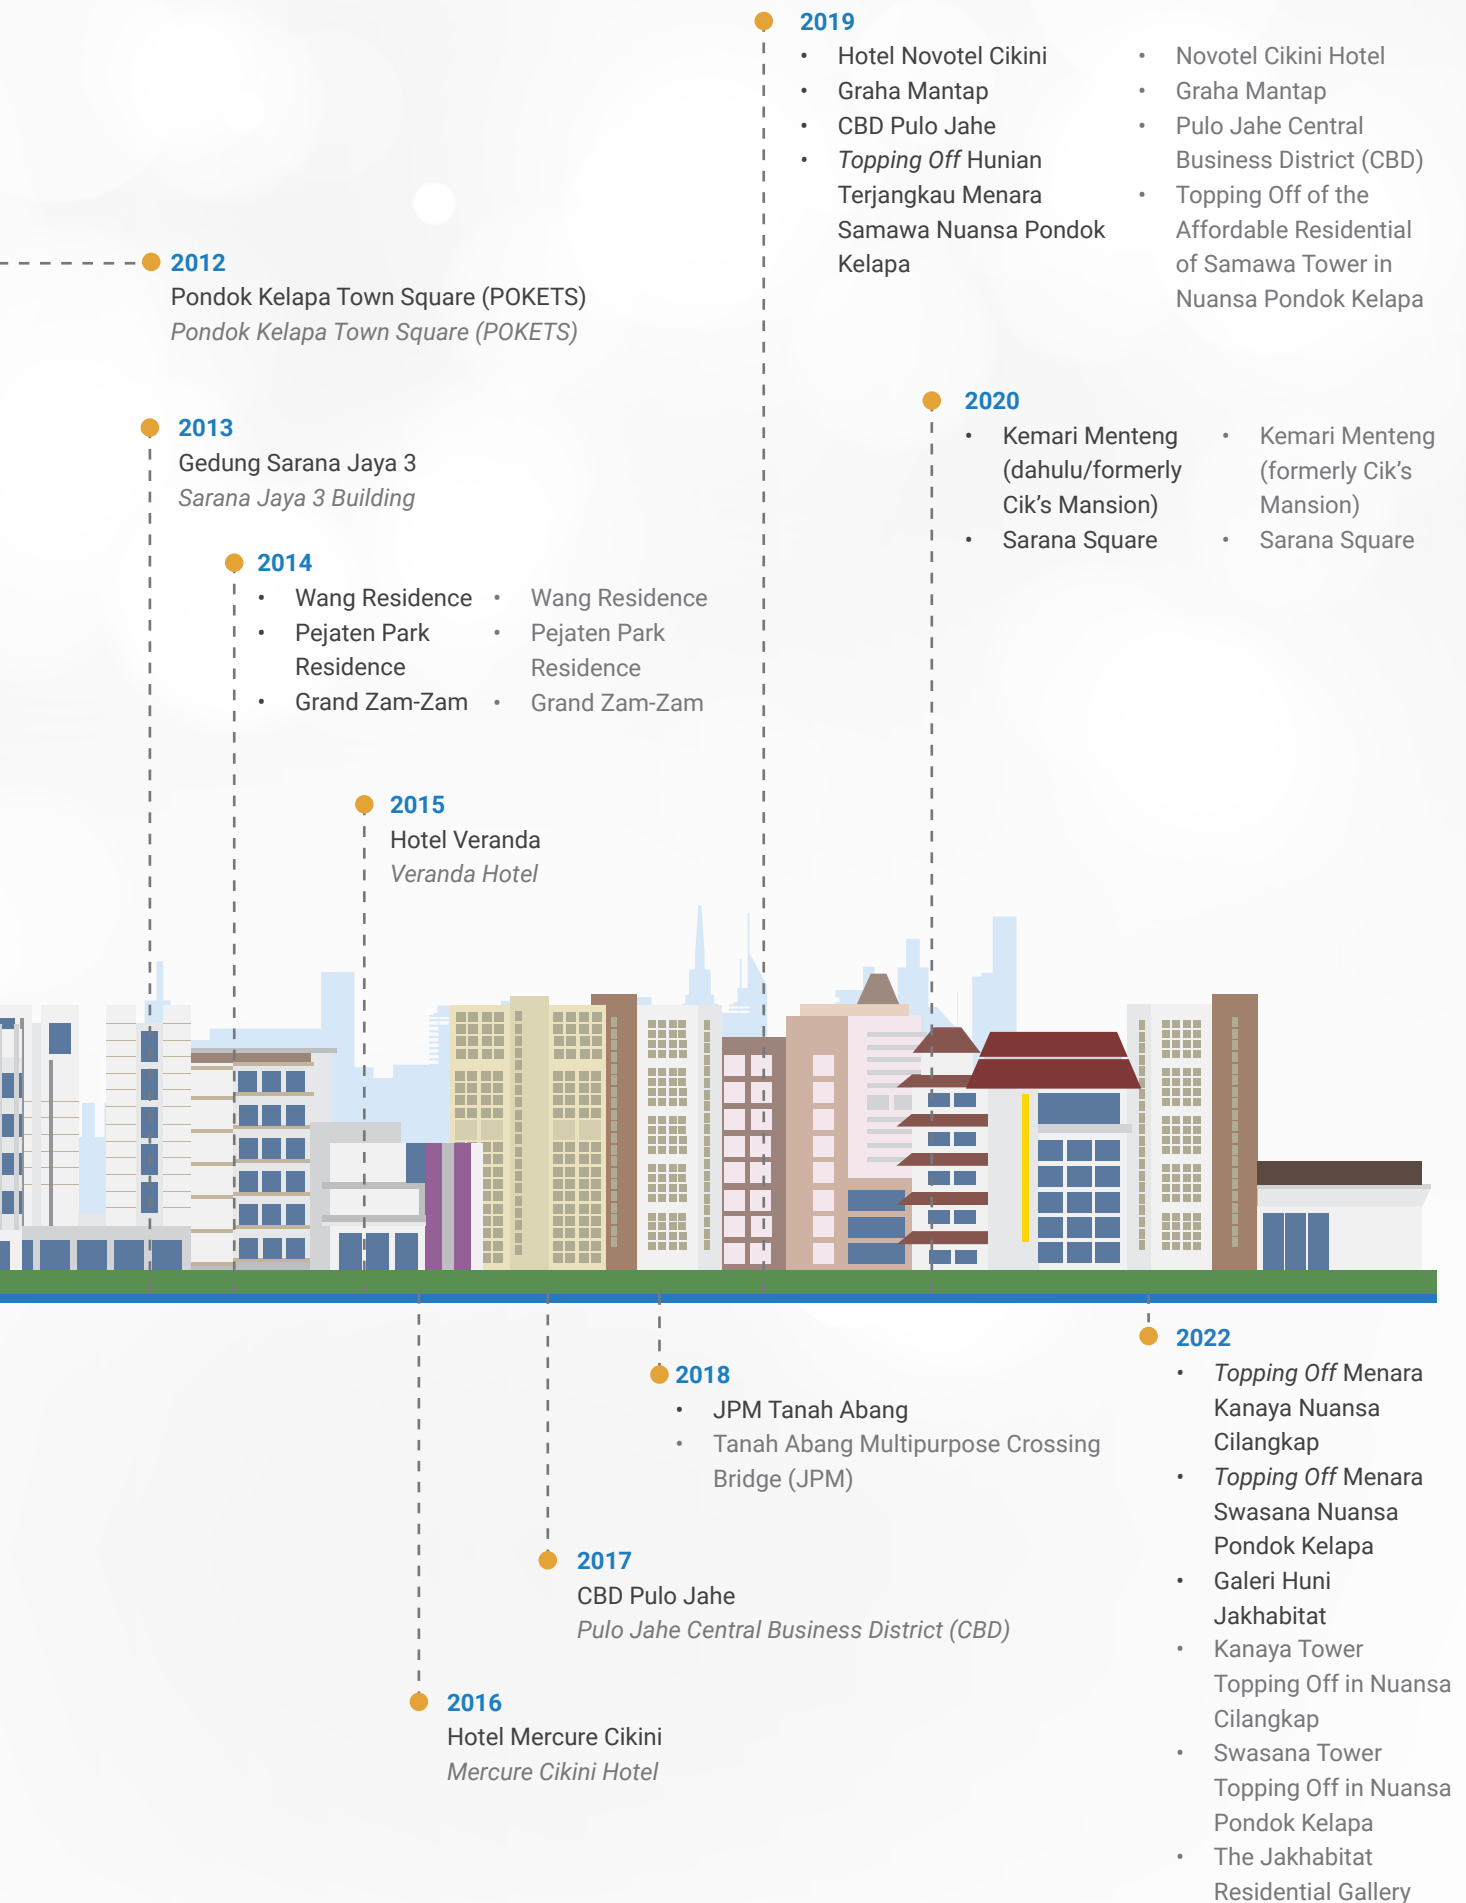 2012
Pondok Kelapa Town Square (POKETS)
Pondok Kelapa Town Square (POKETS)
2013
Gedung Sarana Jaya 3
Sarana Jaya 3 Building
2014
• Wang Residence
• Pejaten Park
Residence
• Grand Zam-Zam
• Wang Residence
• Pejaten Park
Residence
• Grand Zam-Zam
2015
Hotel Veranda
Veranda Hotel
2016
Hotel Mercure Cikini
Mercure Cikini Hotel
2017
CBD Pulo Jahe
Pulo Jahe Central Business District (CBD)
2018
• JPM Tanah Abang
• Tanah Abang Multipurpose Crossing
Bridge (JPM)
2019
• Hotel Novotel Cikini
• Graha Mantap
• CBD Pulo Jahe
• Topping Off Hunian
Terjangkau Menara
Samawa Nuansa Pondok
Kelapa
• Novotel Cikini Hotel
• Graha Mantap
• Pulo Jahe Central
Business District (CBD)
• Topping Off of the
Affordable Residential
of Samawa Tower in
Nuansa Pondok Kelapa
2020
• Kemari Menteng
(dahulu/formerly
Cik’s Mansion)
• Sarana Square
• Kemari Menteng
(formerly Cik’s
Mansion)
• Sarana Square
2022
• Topping Off Menara
Kanaya Nuansa
Cilangkap
• Topping Off Menara
Swasana Nuansa
Pondok Kelapa
• Galeri Huni
Jakhabitat
• Kanaya Tower
Topping Off in Nuansa
Cilangkap
• Swasana Tower
Topping Off in Nuansa
Pondok Kelapa
• The Jakhabitat
Residential Gallery